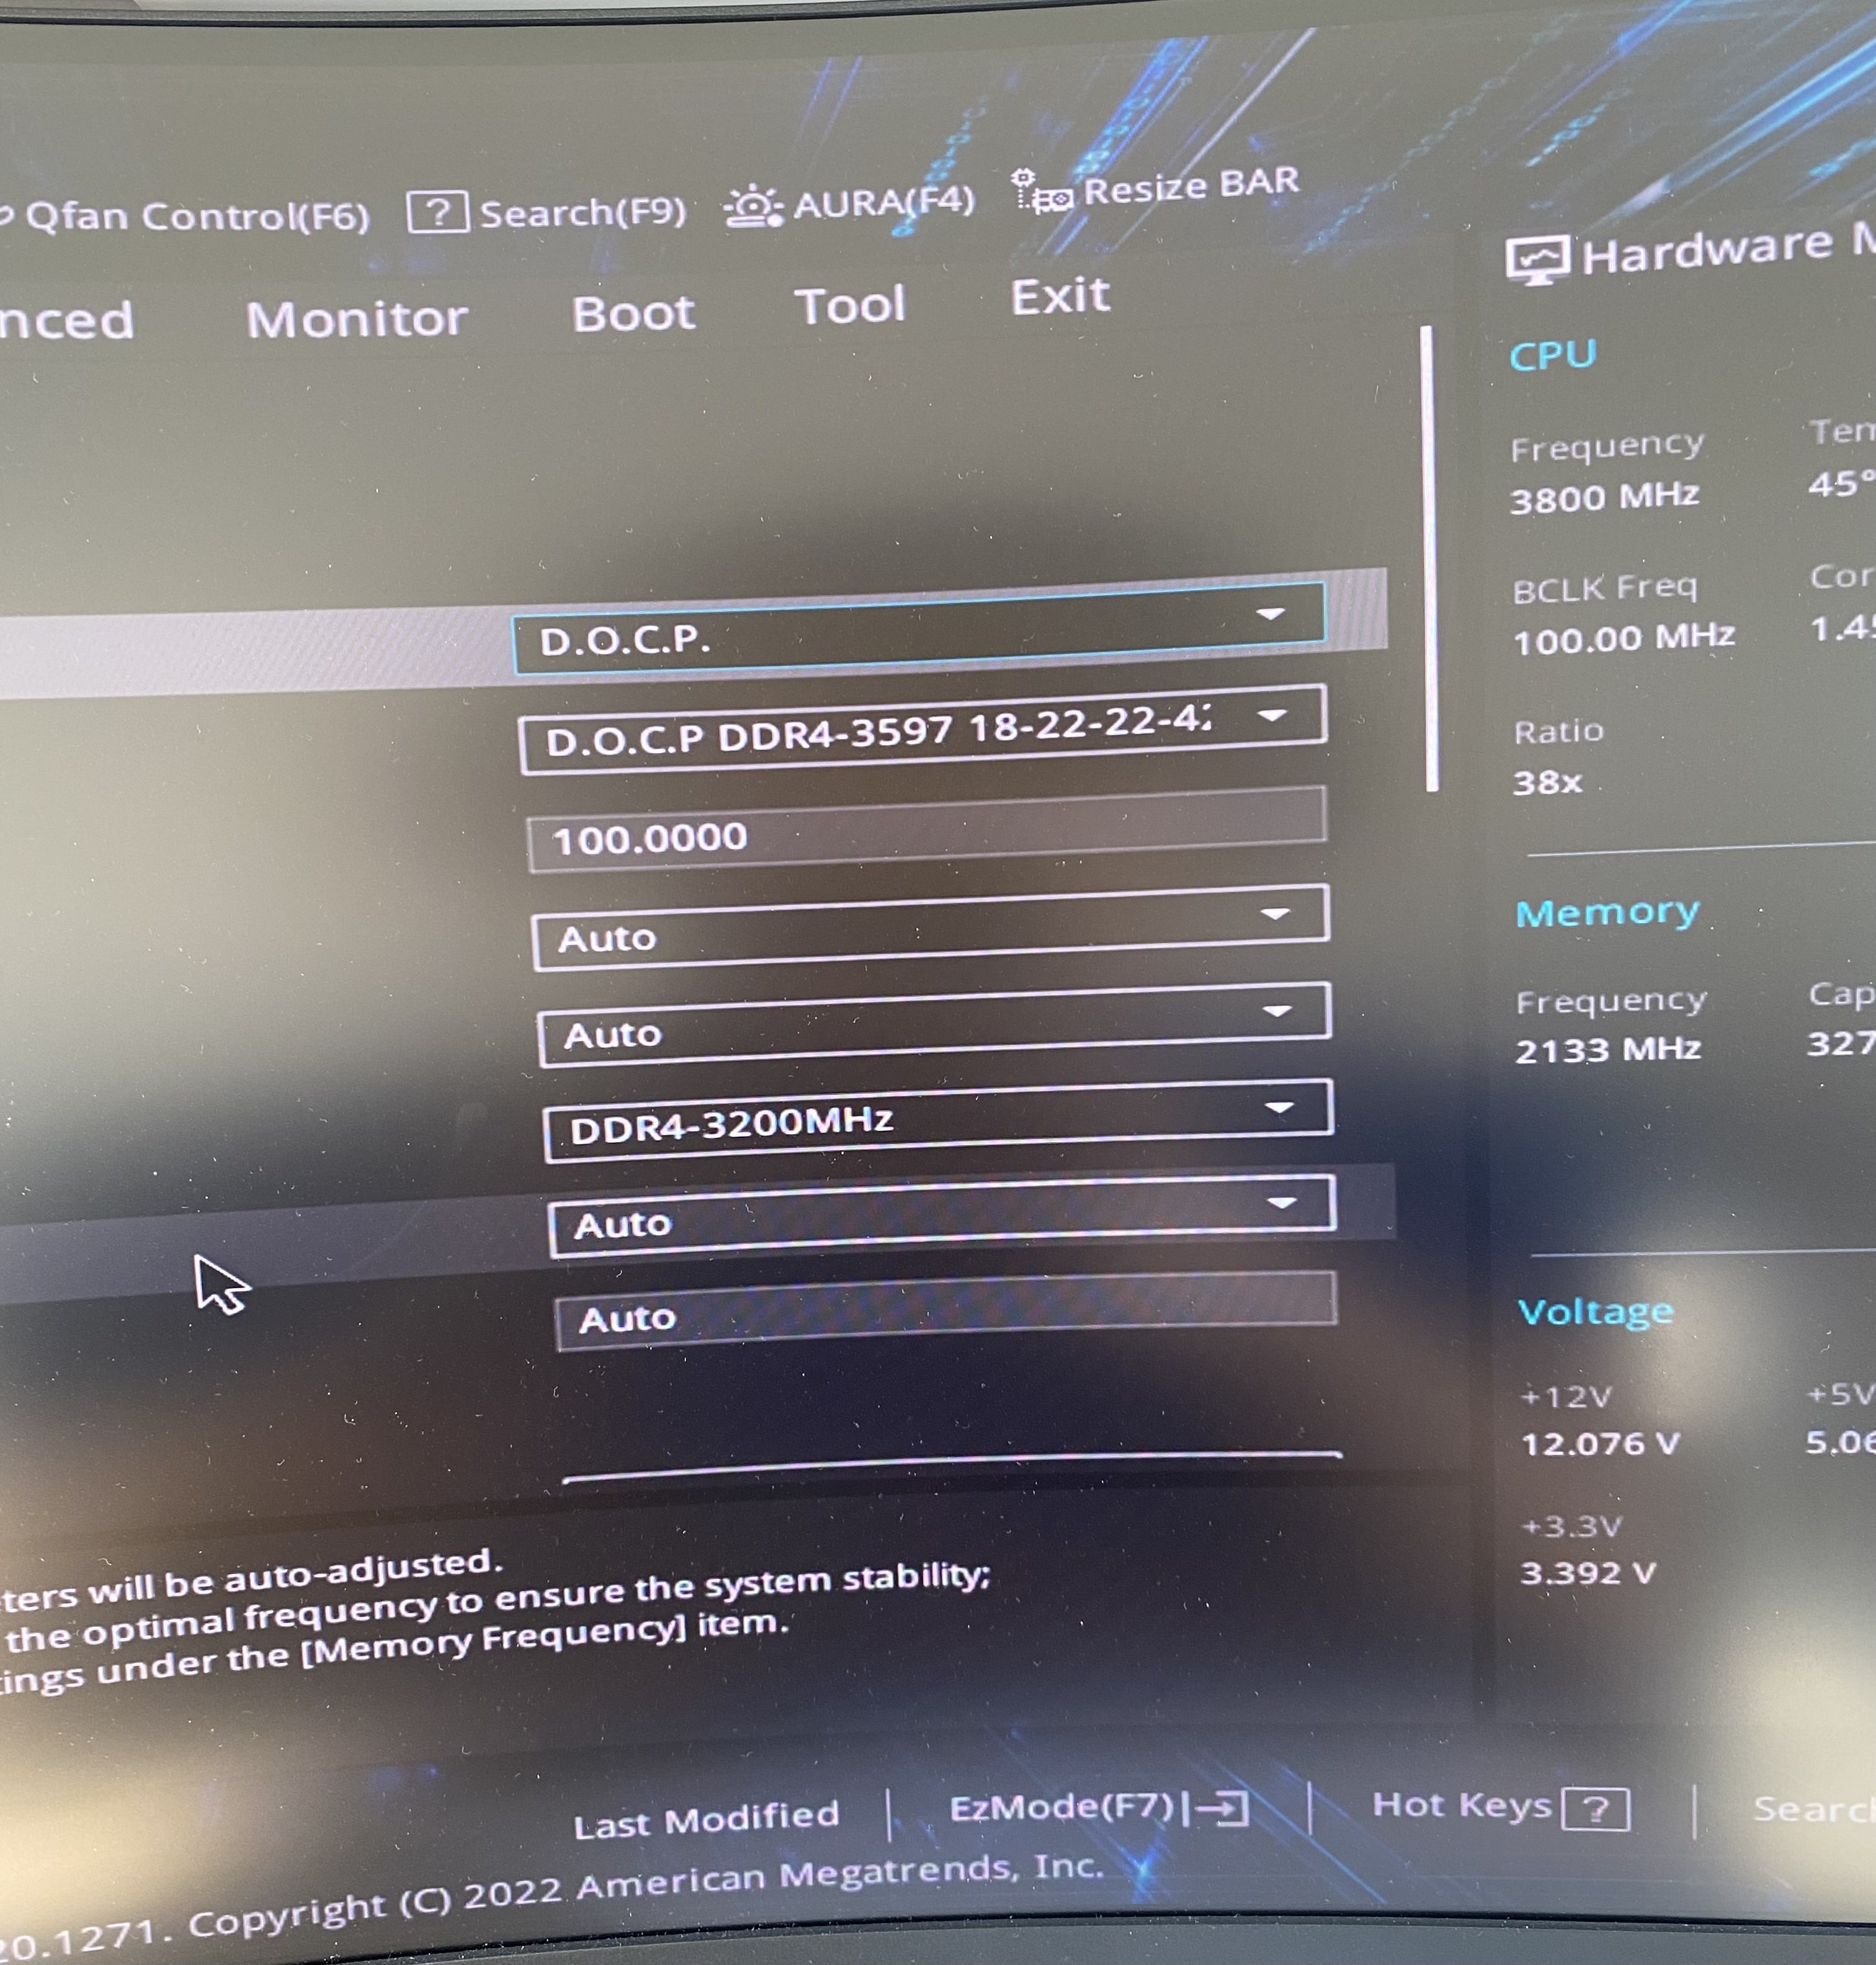 Qfan Control(F6) ? Search(F9) AURA(F4) Resize BAR
nced Monitor Boot Tool Exit
Hardware M
CPU
Frequency Tem
3800 MHz 45°
BCLK Freq Cor
100.00 MHz 1.45
Ratio
38x
Memory
Frequency Cap
2133 MHz 327
Voltage
+12V +5V
12.076 V 5.06
+3.3V
3.392 V
D.O.C.P.
D.O.C.P DDR4-3597 18-22-22-4
100.0000
Auto
Auto
DDR4-3200MHz
Auto
Auto
ters will be auto-adjusted.
the optimal frequency to ensure the system stability;
ings under the [Memory Frequency] item.
Last Modified EzMode(F7) Hot Keys ? Search
20.1271. Copyright (C) 2022 American Megatrends, Inc.